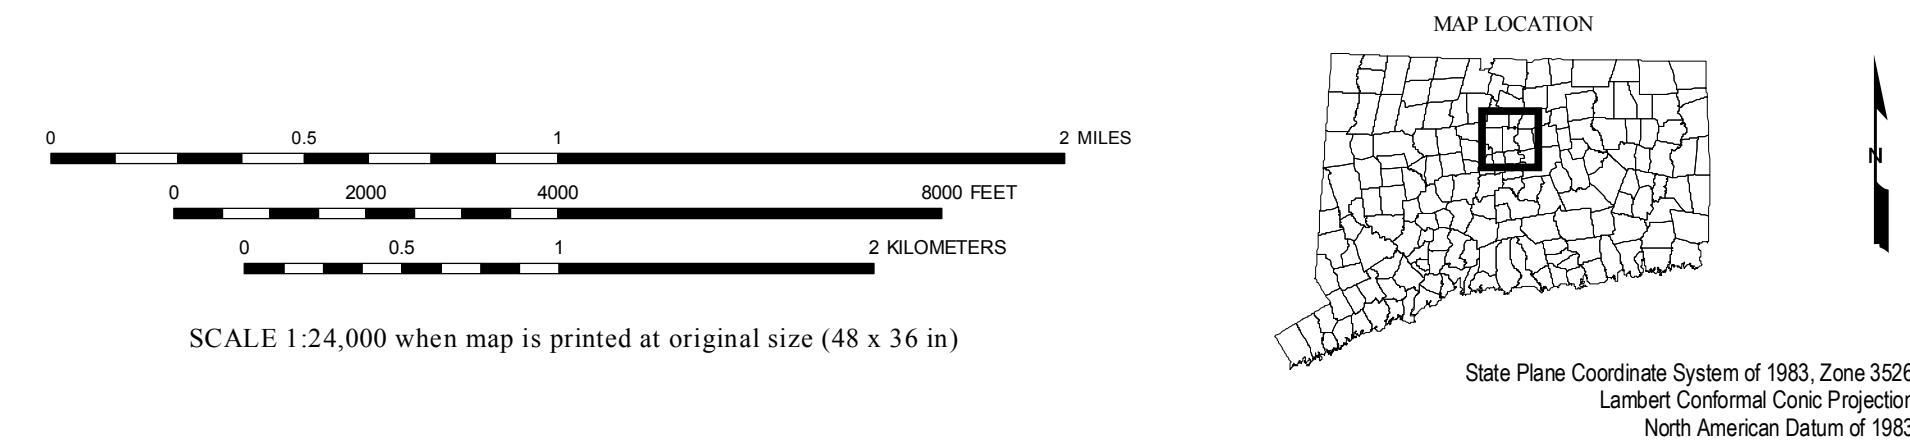 MAP LOCATION
0 0.5 1 2 MILES
0 2000 4000 8000 FEET
0 0.5 1 2 KILOMETERS
SCALE 1:24,000 when map is printed at original size (48 x 36 in)
N
State Plane Coordinate System of 1983, Zone 3526
Lambert Conformal Conic Projection
North American Datum of 1983